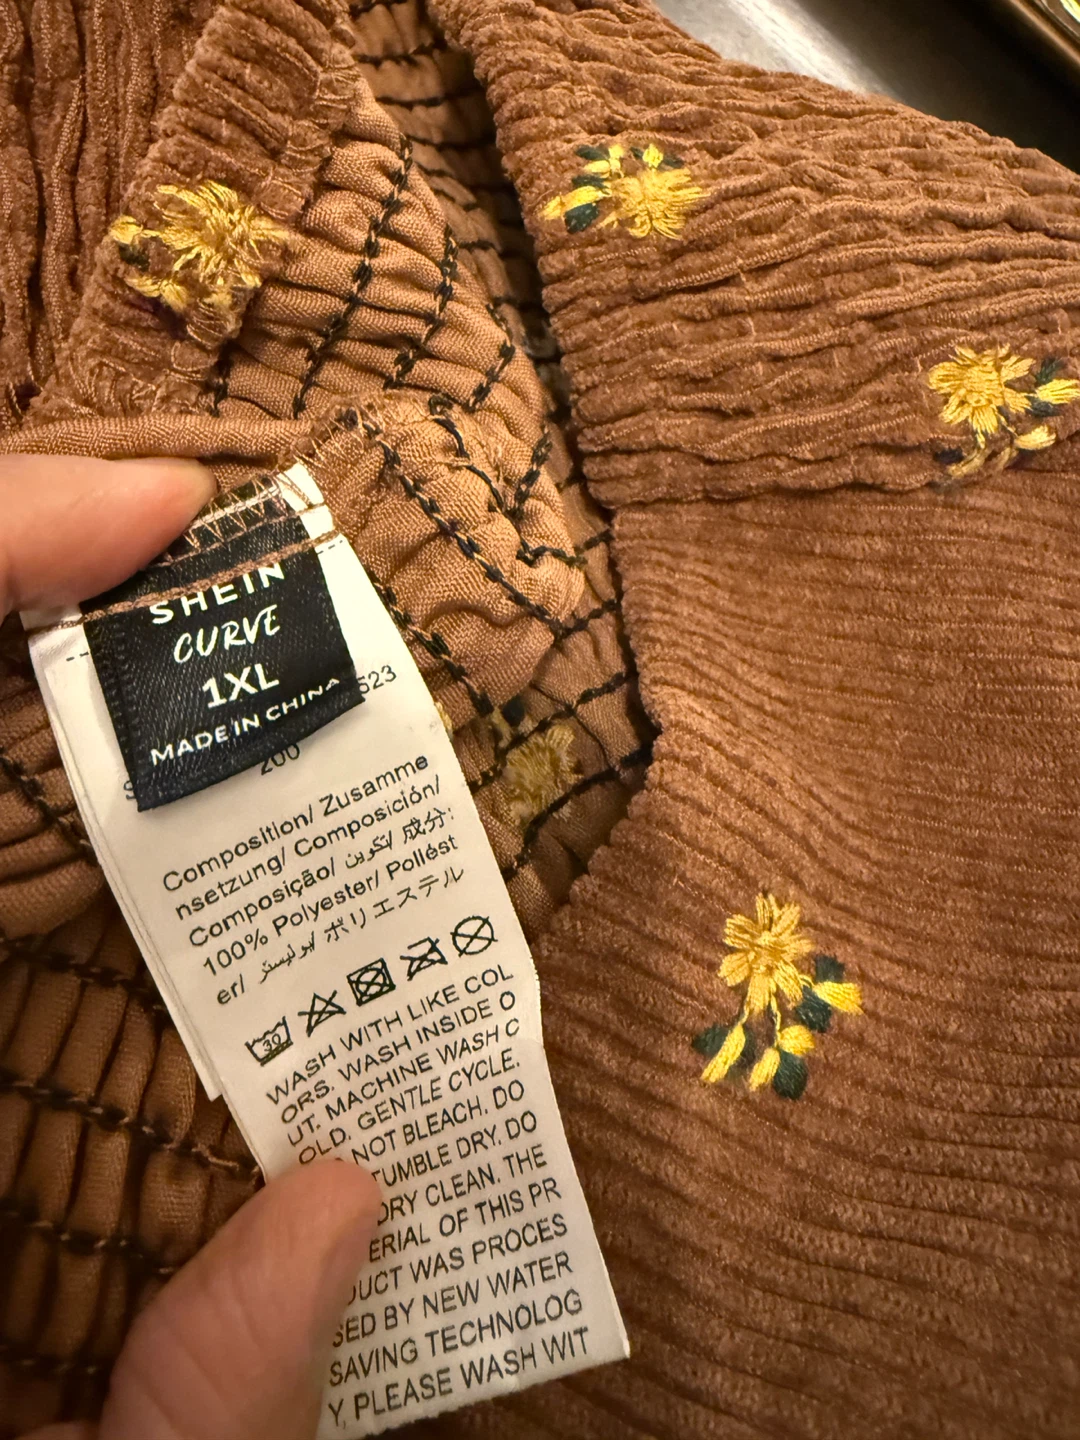 SHEIN
CURVE
1XL
MADE IN CHINA
523
200
Composition/ Zusamme
nsetzung/ Composición/
Composição/ تكوين/ 成分:
100% Polyester/ Poliést
er/ بوليستر/ ポリエステル
30
WASH WITH LIKE COL
ORS. WASH INSIDE O
UT. MACHINE WASH C
OLD. GENTLE CYCLE.
NOT BLEACH. DO
TUMBLE DRY. DO
DRY CLEAN. THE
ERIAL OF THIS PR
DUCT WAS PROCES
SED BY NEW WATER
SAVING TECHNOLOG
Y, PLEASE WASH WIT